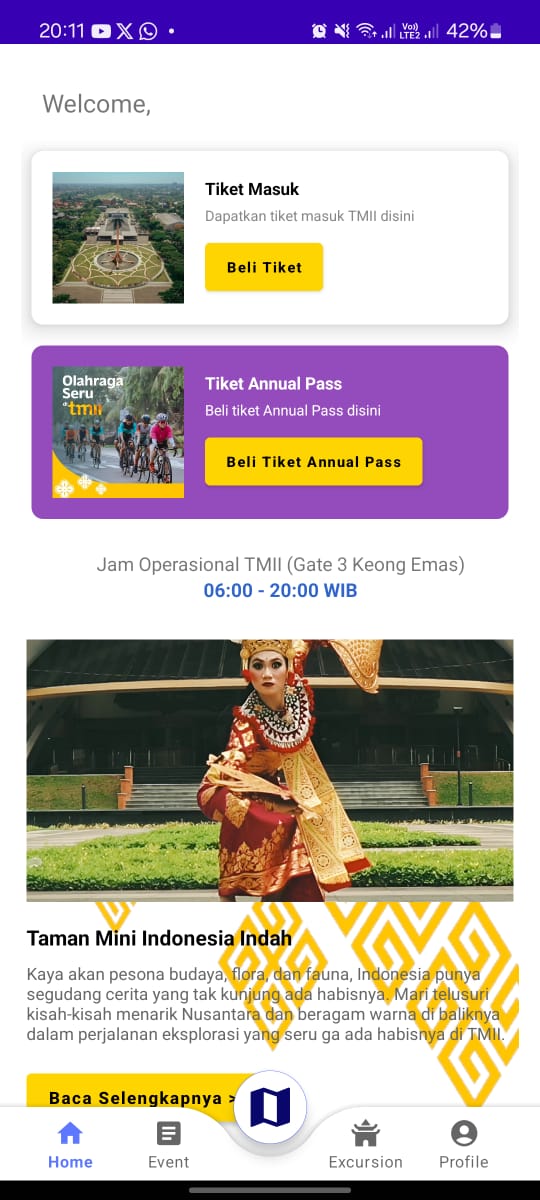 20:11
Vo))
LTE2
42%
Welcome,
Tiket Masuk
Dapatkan tiket masuk TMII disini
Beli Tiket
Olahraga
Seru
di tmii
Tiket Annual Pass
Beli tiket Annual Pass disini
Beli Tiket Annual Pass
Jam Operasional TMII (Gate 3 Keong Emas)
06:00 - 20:00 WIB
Taman Mini Indonesia Indah
Kaya akan pesona budaya, flora, dan fauna, Indonesia punya
segudang cerita yang tak kunjung ada habisnya. Mari telusuri
kisah-kisah menarik Nusantara dan beragam warna di baliknya
dalam perjalanan eksplorasi yang seru ga ada habisnya di TMII.
Baca Selengkapnya >
Home
Event
Excursion
Profile